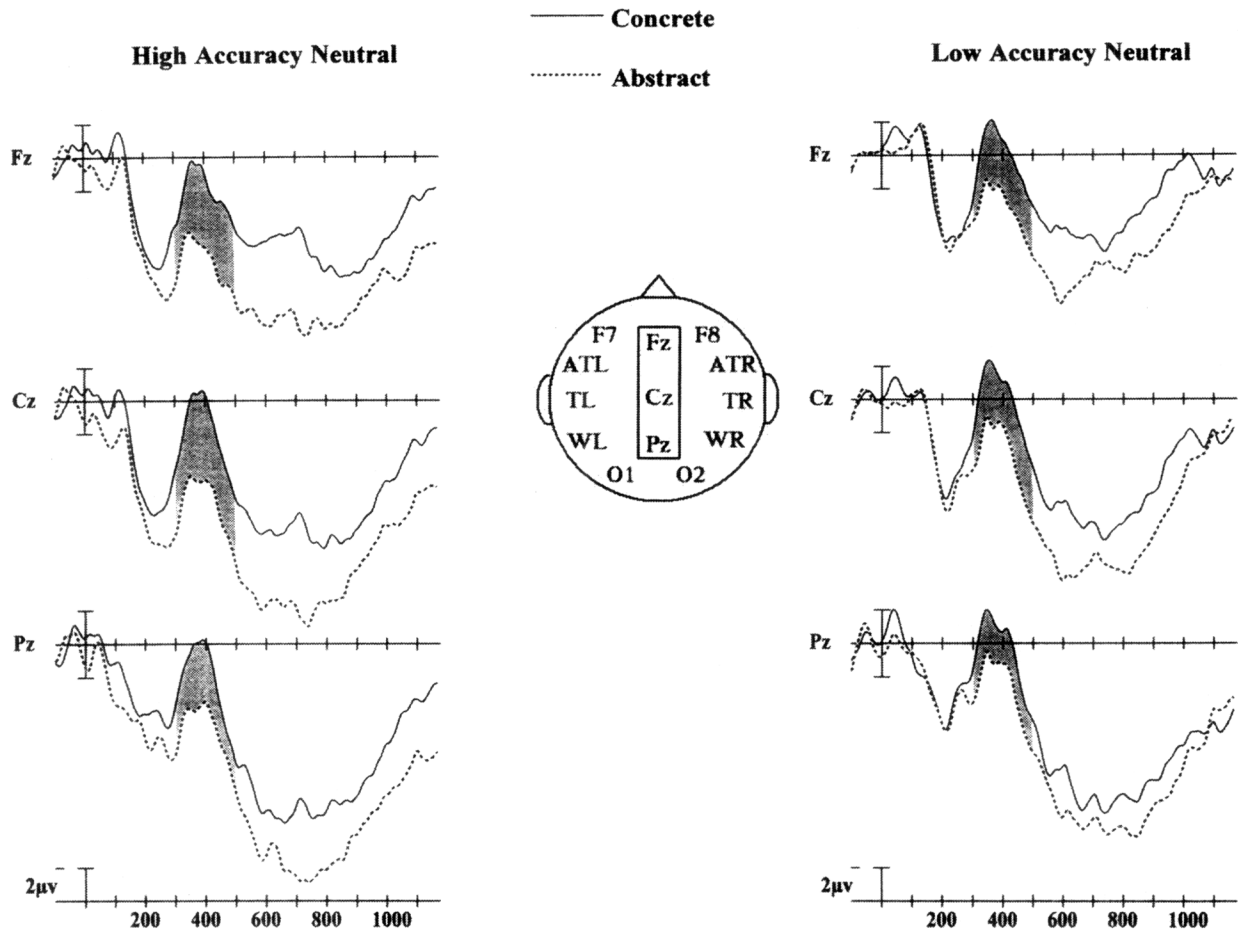 Concrete
Abstract
High Accuracy Neutral
Fz
Cz
Pz
2µv
200 400 600 800 1000
F7 Fz F8
ATL ATR
TL Cz TR
WL Pz WR
O1 O2
Low Accuracy Neutral
Fz
Cz
Pz
2µv
200 400 600 800 1000